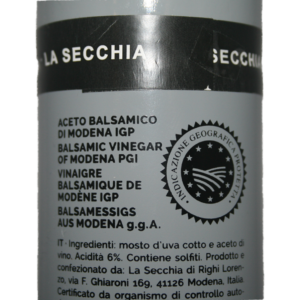 LA SECCHIA
SECCHIA
ACETO BALSAMICO
DI MODENA IGP
BALSAMIC VINEGAR
OF MODENA PGI
VINAIGRE
BALSAMIQUE DE
MODÈNE IGP
BALSAMESSIGS
AUS MODENA g.g.A.
INDICAZIONE GEOGRAFICA PROTETTA
IT - Ingredienti: mosto d'uva cotto e aceto di
vino. Acidità 6%. Contiene solfiti. Prodotto e
confezionato da: La Secchia di Righi Loren-
zo, via F. Ghiaroni 169, 41126 Modena, Italia.
Certificato da organismo di controllo auto-